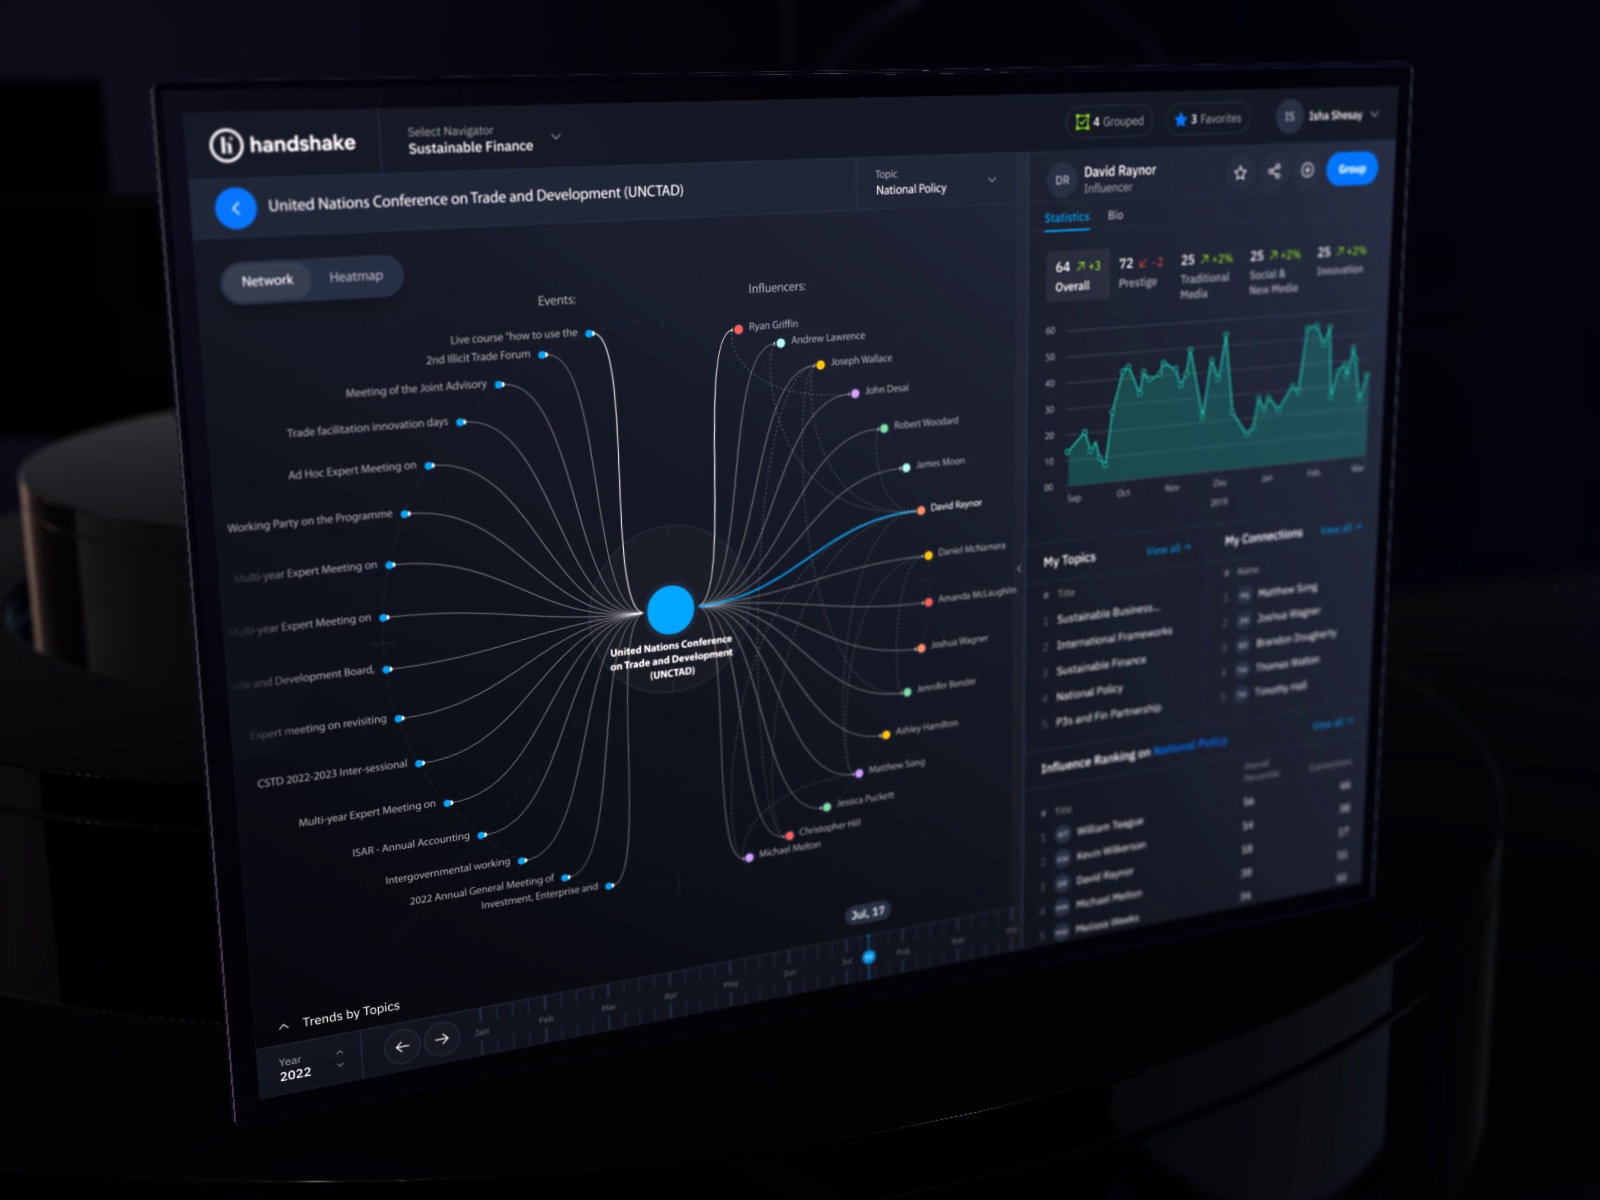 handshake
Select Navigator
Sustainable Finance
4 Grouped
3 Favorites
IS
Isha Shesay
United Nations Conference on Trade and Development (UNCTAD)
Topic
National Policy
DR
David Raynor
Influencer
Group
Statistics
Bio
Network
Heatmap
64 +3
Overall
72 -2
Prestige
25 +2%
Traditional
Media
25 +2%
Social &
New Media
25 +2%
Innovation
Events:
Live course "how to use the
2nd Illicit Trade Forum
Meeting of the Joint Advisory
Trade facilitation innovation days
Ad Hoc Expert Meeting on
Working Party on the Programme
Multi-year Expert Meeting on
Multi-year Expert Meeting on
and Development Board,
Expert meeting on revisiting
CSTD 2022-2023 Inter-sessional
Multi-year Expert Meeting on
ISAR - Annual Accounting
Intergovernmental working
2022 Annual General Meeting of
Investment, Enterprise and
United Nations Conference
on Trade and Development
(UNCTAD)
Influencers:
Ryan Griffin
Andrew Lawrence
Joseph Wallace
John Desai
Robert Woodard
James Moon
David Raynor
Daniel McNamara
Amanda McLaughlin
Joshua Wagner
Jennifer Bender
Ashley Hamilton
Matthew Song
Jessica Puckett
Christopher Hill
Michael Melton
60
50
40
30
20
10
00
Sep
Oct
Nov
Dec
Jan
Feb
Mar
2019
My Topics
View all
# Title
1 Sustainable Business...
2 International Frameworks
3 Sustainable Finance
4 National Policy
5 P3s and Fin Partnership
My Connections
View all
# Name
1 Matthew Song
2 Joshua Wagner
3 Brandon Dougherty
4 Thomas Walton
5 Timothy Hall
View all
Influence Ranking on National Policy
Overall
Percentile
Connections
# Title
1 William Teague
2 Kevin Wilkerson
3 David Raynor
4 Michael Melton
5 Melissa Weeks
Jul, 17
Trends by Topics
Year
2022
Jan
Feb
Mar
Apr
May
Jun
Jul
Aug
Sep